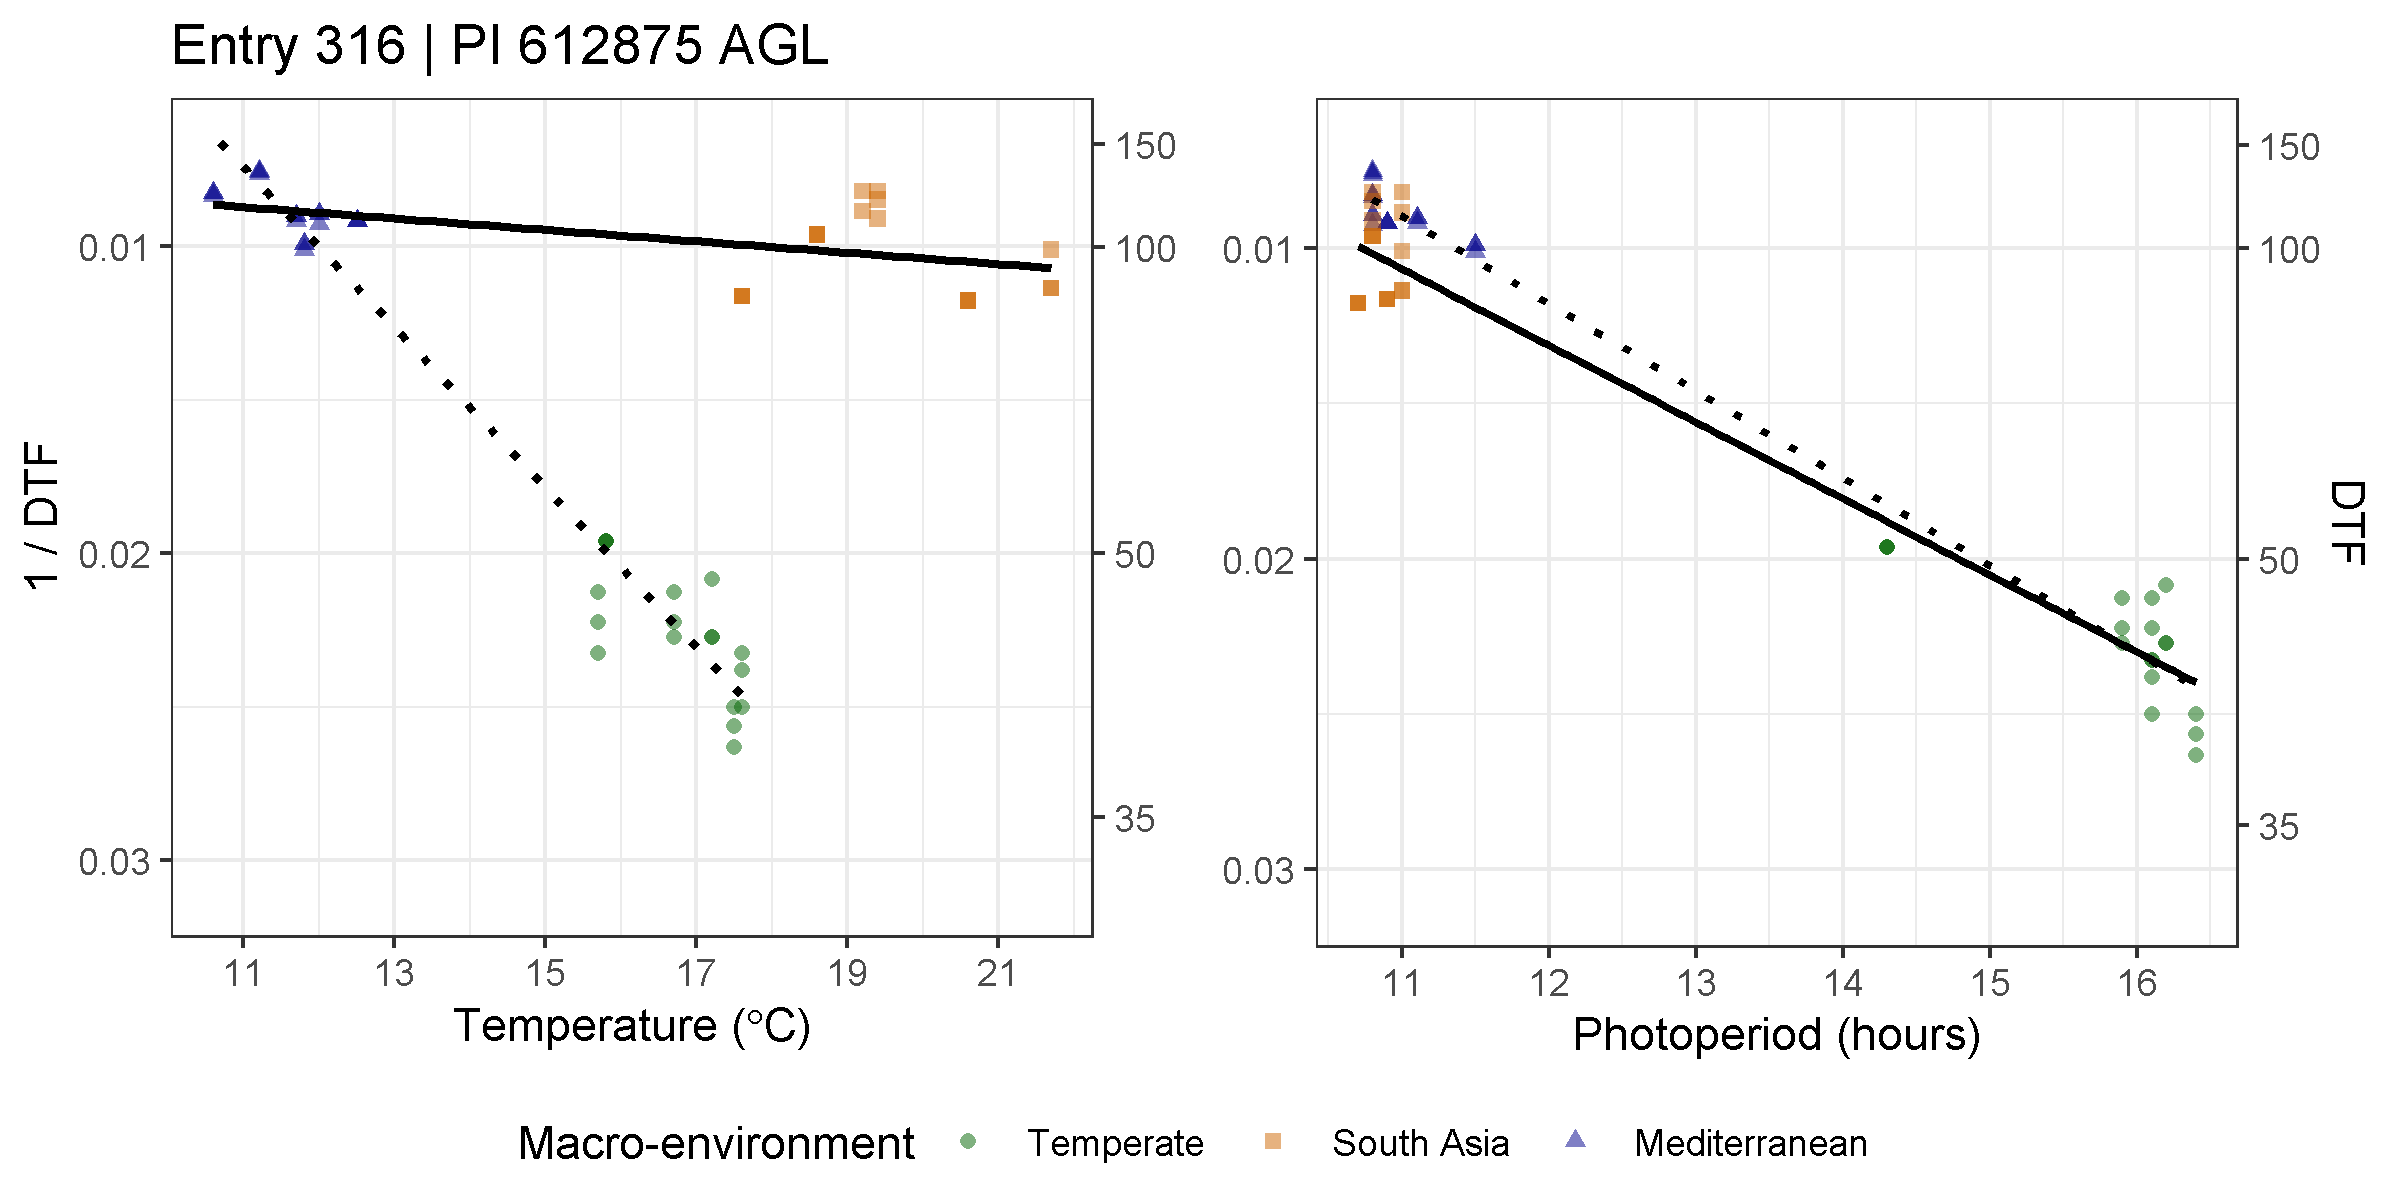 Entry 316 | PI 612875 AGL
1 / DTF
0.01
0.02
0.03
150
100
50
35
11 13 15 17 19 21
Temperature (°C)
0.01
0.02
0.03
150
100
50
35
DTF
11 12 13 14 15 16
Photoperiod (hours)
Macro-environment Temperate South Asia Mediterranean